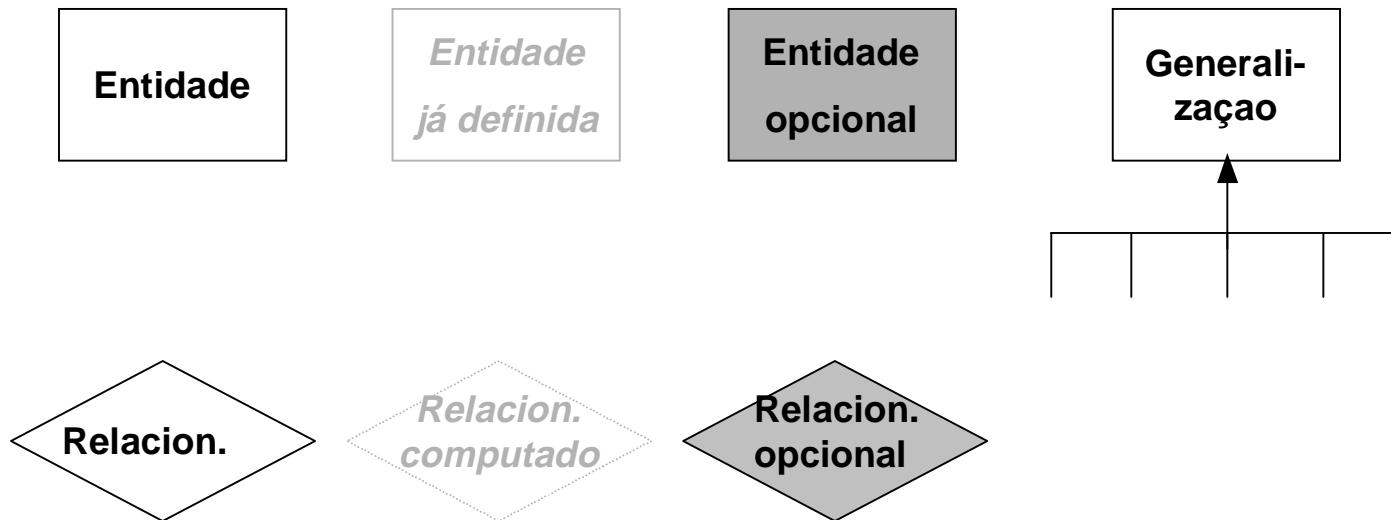 Entidade
Entidade
já definida
Entidade
opcional
Generali-
zaçao
Relacion.
Relacion.
computado
Relacion.
opcional